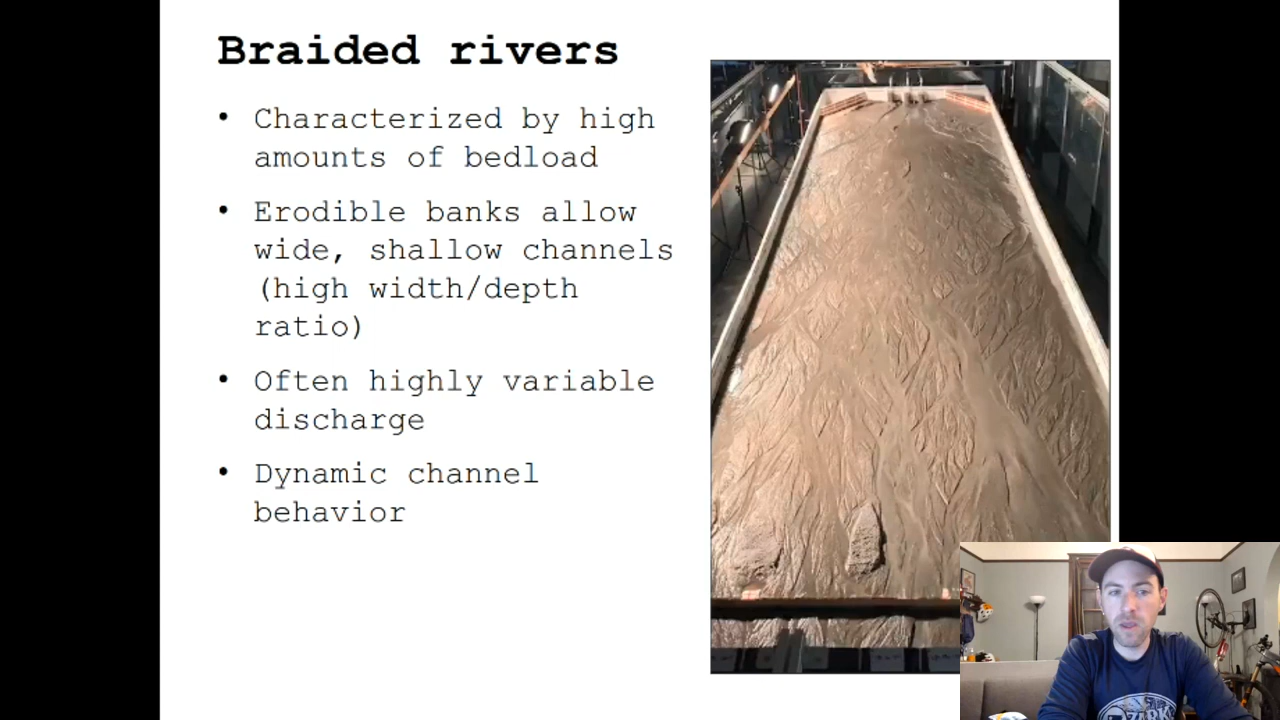 Braided rivers
• Characterized by high
amounts of bedload
• Erodible banks allow
wide, shallow channels
(high width/depth
ratio)
• Often highly variable
discharge
• Dynamic channel
behavior